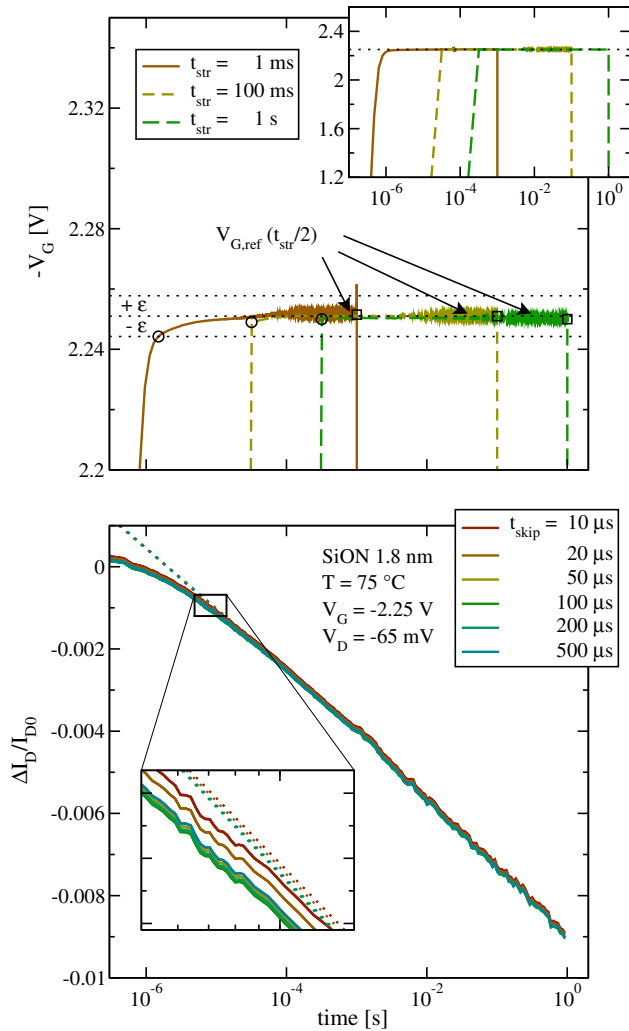 t_str = 1 ms
t_str = 100 ms
t_str = 1 s
2.4
2.1
1.8
1.5
1.2
10^-6
10^-4
10^-2
10^0
2.32
2.28
2.24
2.2
-V_G [V]
V_G,ref (t_str/2)
+ ε
- ε
t_skip = 10 μs
20 μs
50 μs
100 μs
200 μs
500 μs
SiON 1.8 nm
T = 75 °C
V_G = -2.25 V
V_D = -65 mV
0
-0.002
-0.004
-0.006
-0.008
-0.01
ΔI_D/I_D0
10^-6
10^-4
10^-2
10^0
time [s]